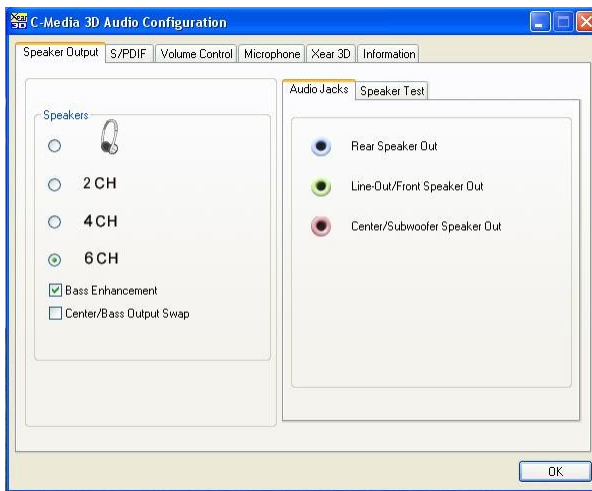 Xear 3D C-Media 3D Audio Configuration
Speaker Output S/PDIF Volume Control Microphone Xear 3D Information
Audio Jacks Speaker Test
Speakers
2 CH
4 CH
6 CH
Bass Enhancement
Center/Bass Output Swap
Rear Speaker Out
Line-Out/Front Speaker Out
Center/Subwoofer Speaker Out
OK